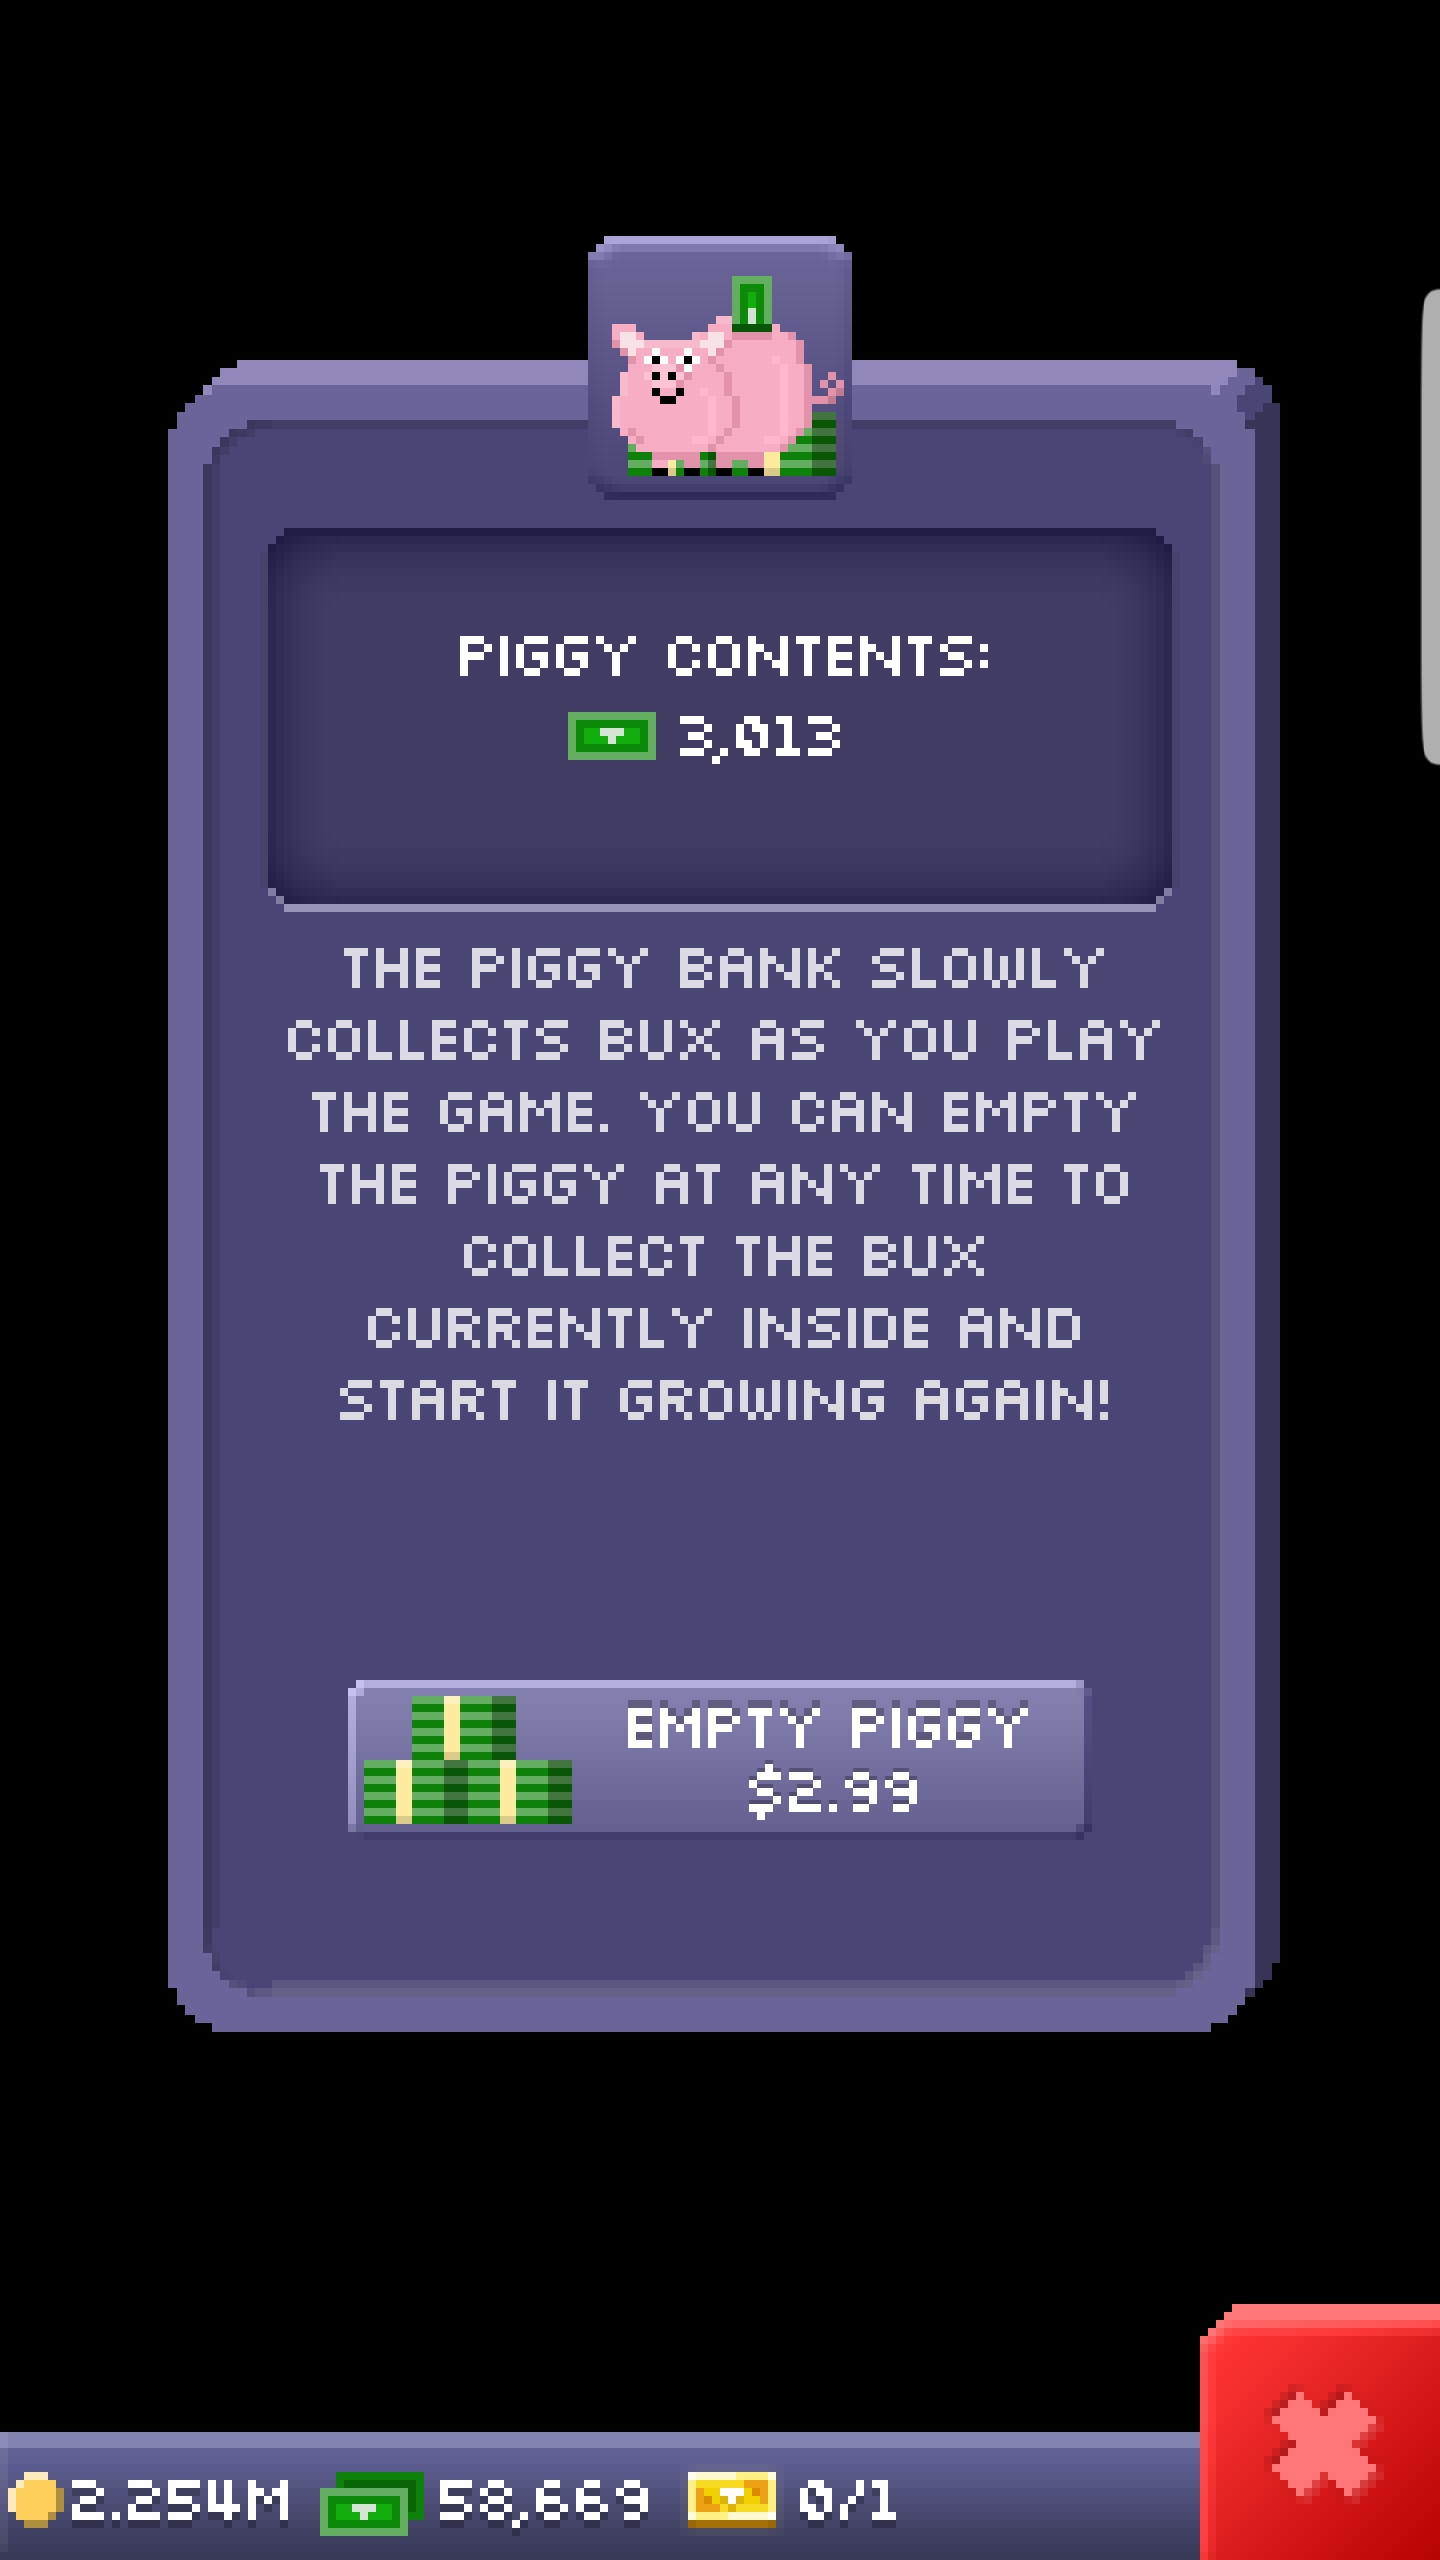 PIGGY CONTENTS:
3,013
THE PIGGY BANK SLOWLY
COLLECTS BUX AS YOU PLAY
THE GAME. YOU CAN EMPTY
THE PIGGY AT ANY TIME TO
COLLECT THE BUX
CURRENTLY INSIDE AND
START IT GROWING AGAIN!
EMPTY PIGGY
$2.99
2.254M 58,669 0/1